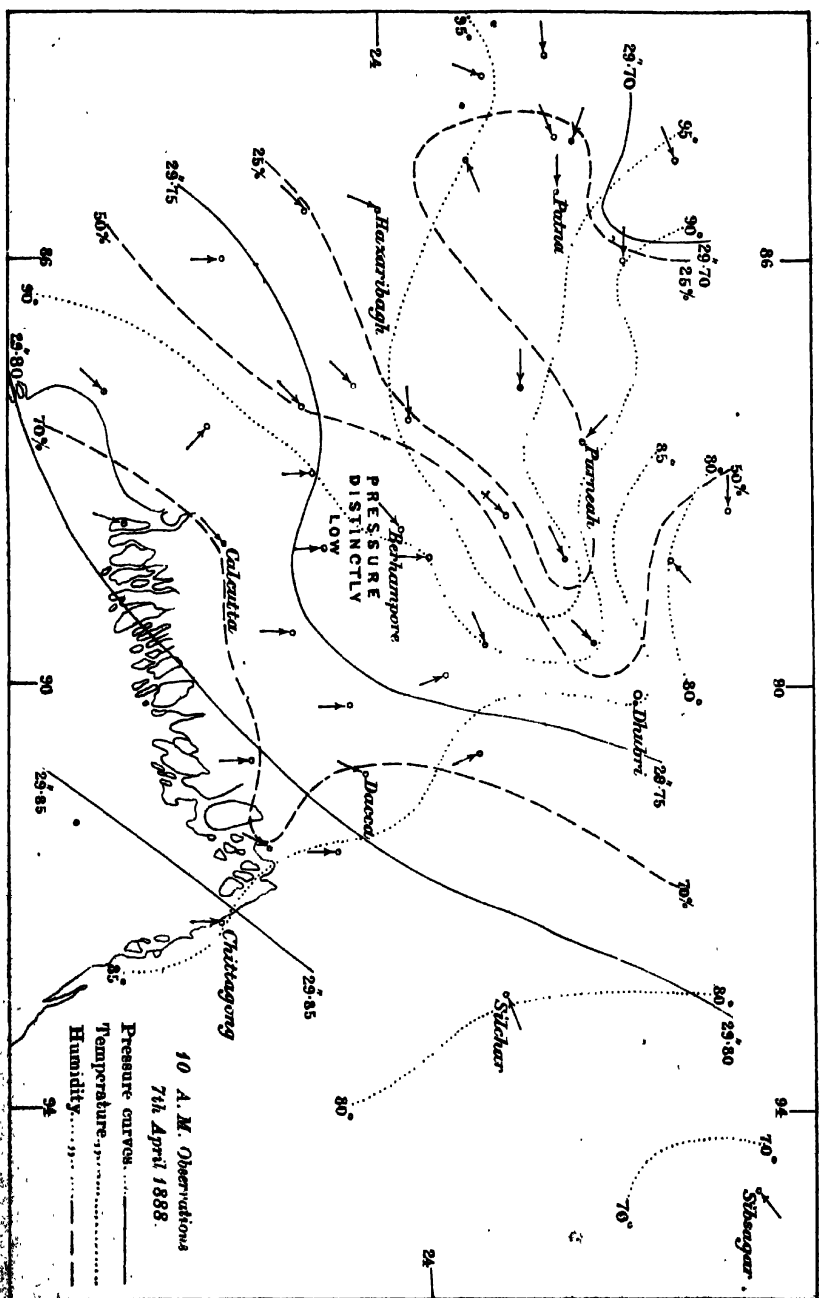 86
90
94
70°
Sibsagar
50%
80°
29"·80
29"·70
90°
25%
80°
80°
95°
85°
28"·75
70%
29"·70
Dhubri
70°
Patna
Purneah
Silchar
95°
24
24
Hazaribagh
Berhampore
PRESSURE
DISTINCTLY
LOW
Dacca
80°
29"·85
25%
29"·75
Calcutta
Chittagong
10 A. M. Observations
7th April 1888.
50%
85°
Pressure curves
Temperature „
Humidity „
90°
29"·80
70%
29"·85
86
90
94